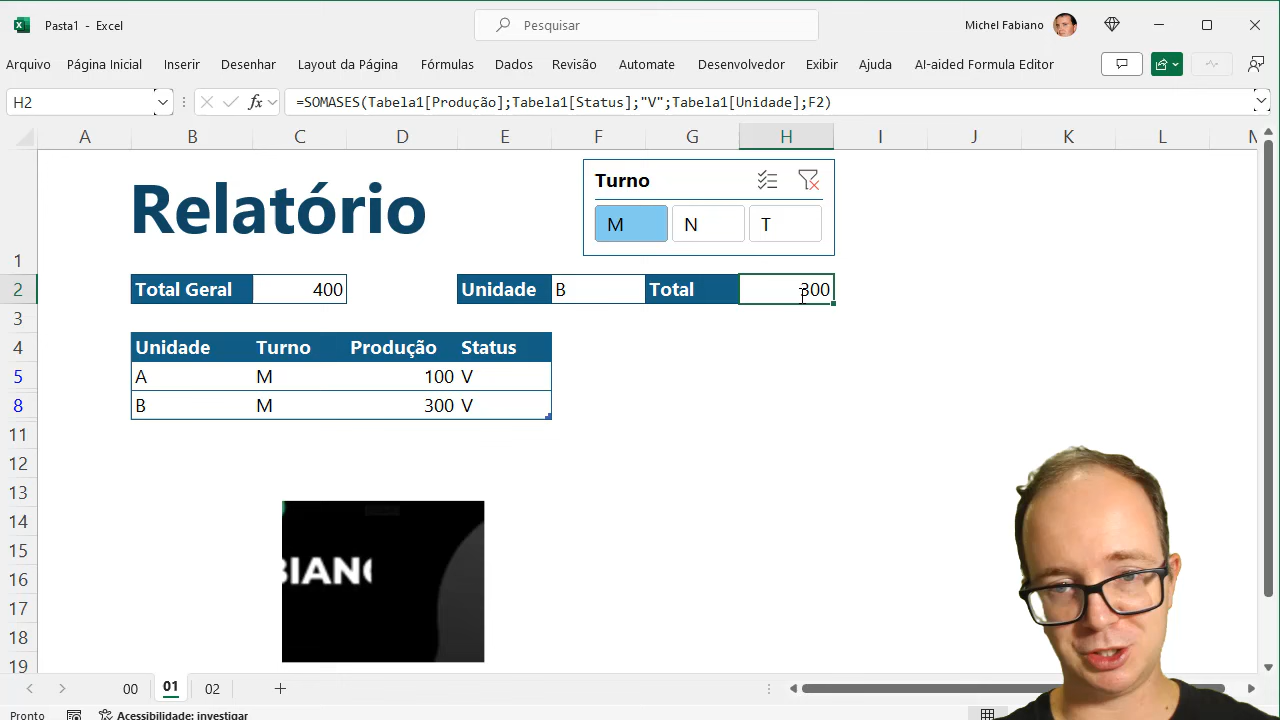 Pasta1 - Excel
Pesquisar
Michel Fabiano
Arquivo Página Inicial Inserir Desenhar Layout da Página Fórmulas Dados Revisão Automate Exibir Desenvolvedor Ajuda AI-aided Formula Editor
H2 fx =SOMASES(Tabela1[Produção];Tabela1[Status];"V";Tabela1[Unidade];F2)
A B C D E F G H I J K L M
Relatório
Turno
M N T
1
2 Total Geral 400 Unidade B Total 300
3
4 Unidade Turno Produção Status
5 A M 100 V
8 B M 300 V
11
12
13
14
15
16
17
18
19
BIANO
00 01 02
Pronto Acessibilidade: investigar